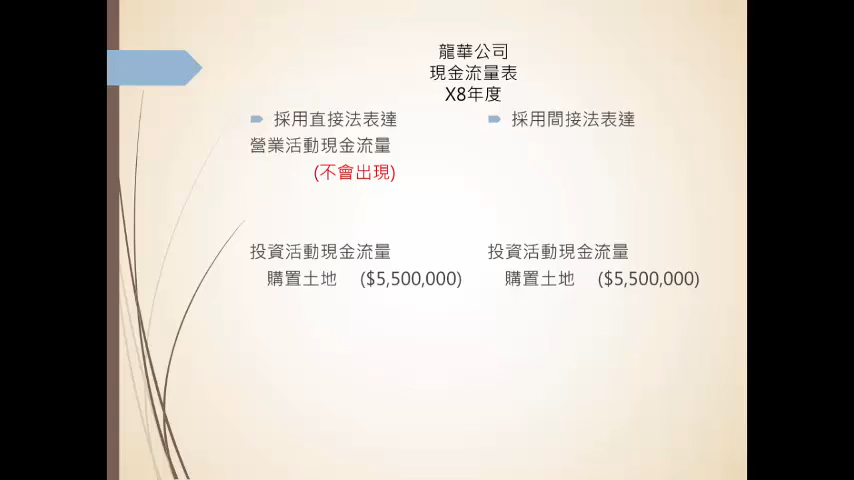 龍華公司
現金流量表
X8年度
採用直接法表達
營業活動現金流量
(不會出現)
投資活動現金流量
購置土地 ($5,500,000)
採用間接法表達
投資活動現金流量
購置土地 ($5,500,000)